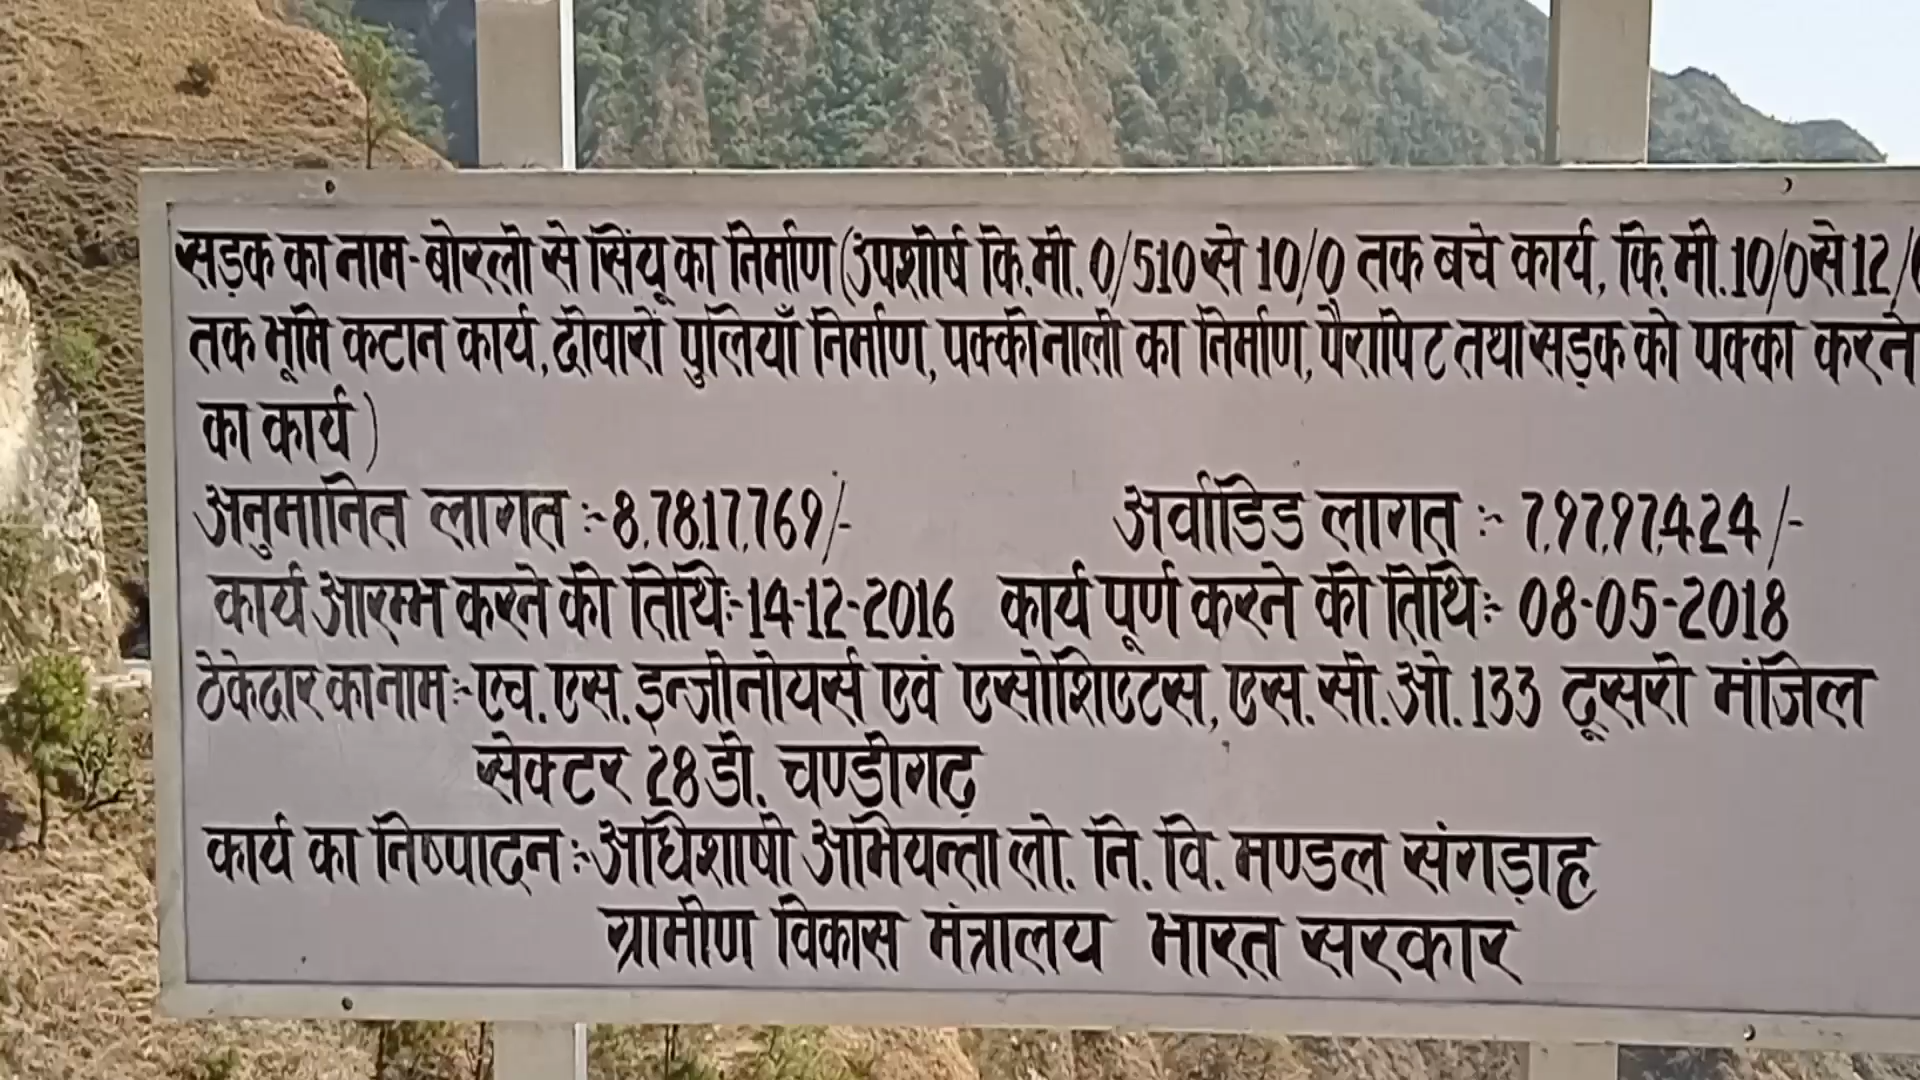 सड़क का नाम- बोरली से सिंयू का निर्माण (उपशीर्ष कि.मी. 0/510 से 10/0 तक बचे कार्य, कि.मी.10/0 से 12/
तक भूमि कटान कार्य, दीवारों पुलियाँ निर्माण, पक्की नाली का निर्माण, पैरापिट तथा सड़क को पक्का करने
का कार्य)
अनुमानित लागत :- 8,78,17,769/- अर्वाडिड लागत :- 7,97,97,424/-
कार्य आरम्भ करने की तिथि:- 14-12-2016 कार्य पूर्ण करने की तिथि:- 08-05-2018
ठेकेदार का नाम:- एच. एस. इन्जीनीयर्स एवं एसोशिएटस, एस. सी. ओ. 133 दूसरी मंजिल
सेक्टर 28 डी. चण्डीगढ़
कार्य का निष्पादन:- अधिशाषी अभियन्ता लो. नि. वि. मण्डल संगड़ाह
ग्रामीण विकास मंत्रालय भारत सरकार